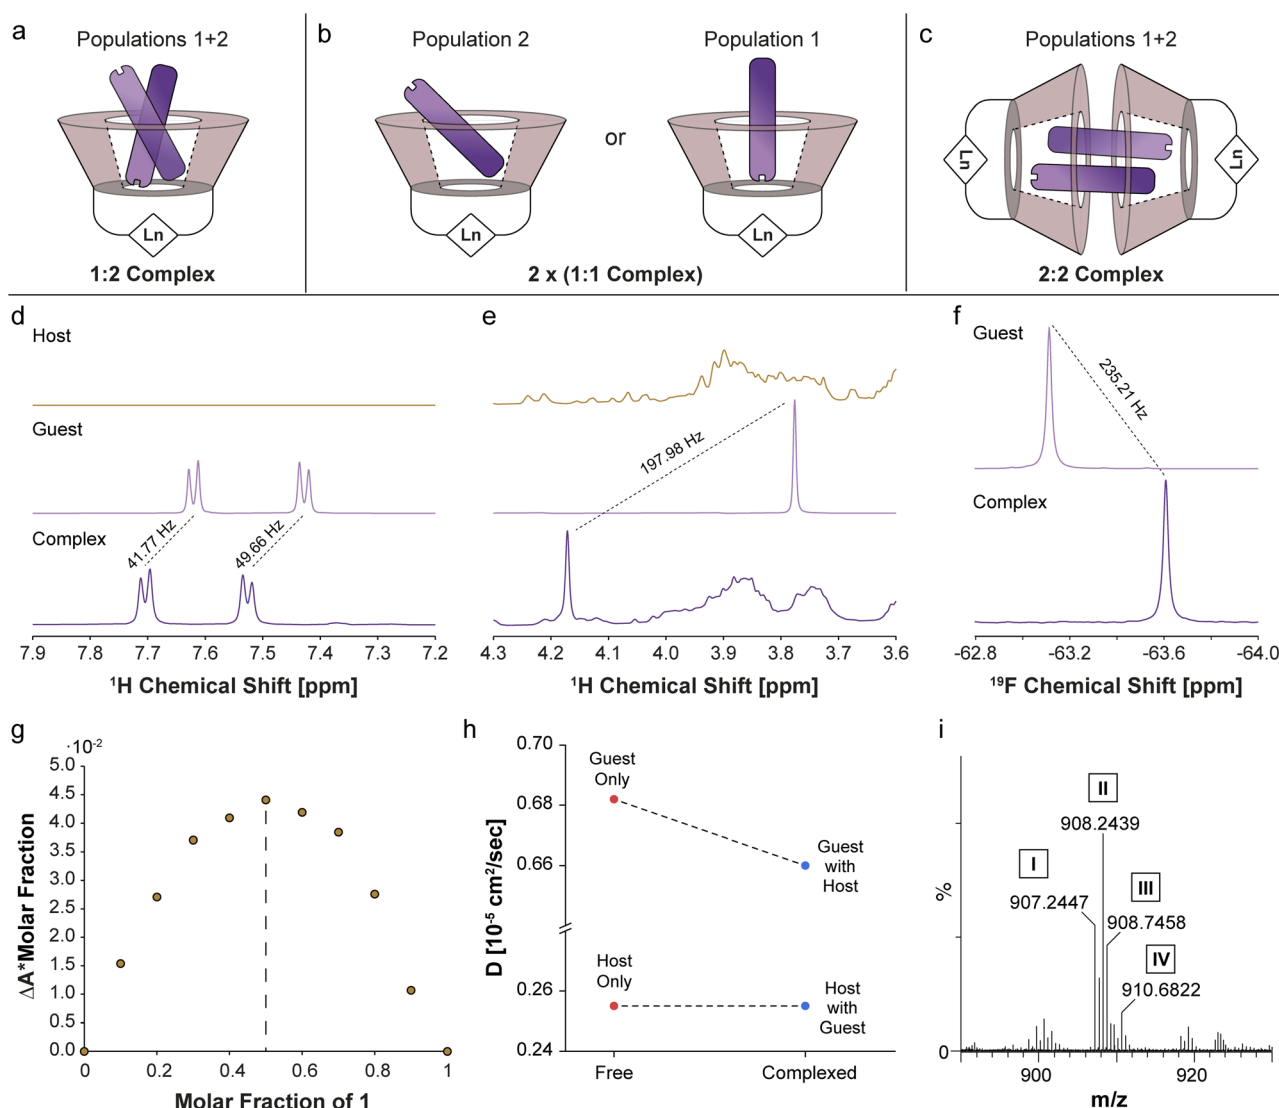 a
Populations 1+2
Ln
1:2 Complex
b
Population 2
or
Population 1
Ln
Ln
2 x (1:1 Complex)
c
Populations 1+2
Ln
Ln
2:2 Complex
d
Host
Guest
Complex
41.77 Hz
49.66 Hz
7.9 7.8 7.7 7.6 7.5 7.4 7.3 7.2
¹H Chemical Shift [ppm]
e
197.98 Hz
4.3 4.2 4.1 4.0 3.9 3.8 3.7 3.6
¹H Chemical Shift [ppm]
f
Guest
235.21 Hz
Complex
-62.8 -63.2 -63.6 -64.0
¹⁹F Chemical Shift [ppm]
g
·10⁻²
5.0
4.5
4.0
3.5
3.0
2.5
2.0
1.5
1.0
0.5
0.0
ΔA*Molar Fraction
0 0.2 0.4 0.6 0.8 1
Molar Fraction of 1
h
0.70
0.68
0.66
0.26
0.24
D [10⁻⁵ cm²/sec]
Guest
Only
Guest
with
Host
Host
Only
Host
with
Guest
Free Complexed
i
%
0
I
907.2447
II
908.2439
III
908.7458
IV
910.6822
900 920
m/z